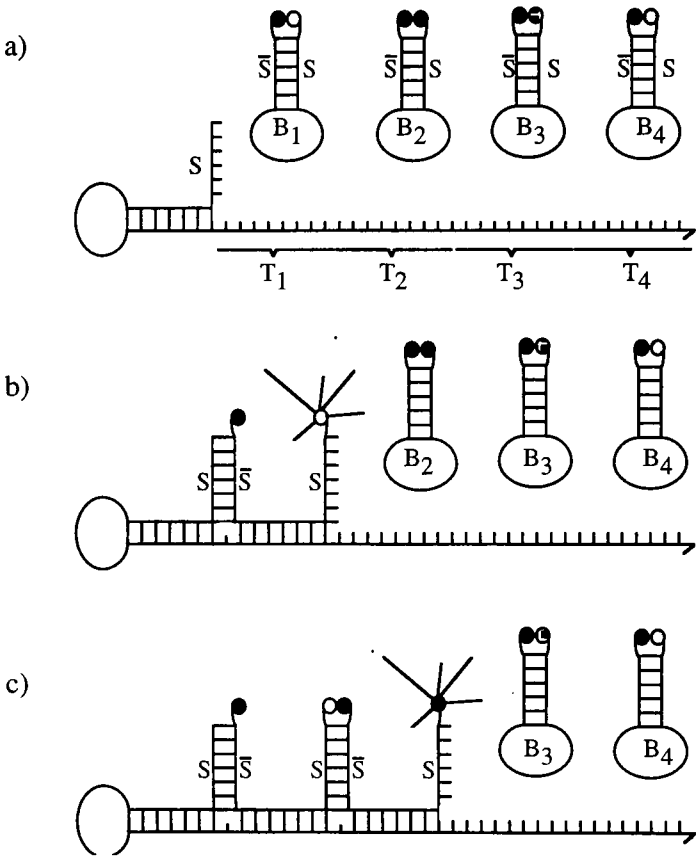 a)
S̅ S S̅ S S̅ S S̅ S
B₁ B₂ B₃ B₄
S
T₁ T₂ T₃ T₄
b)
B₂ B₃ B₄
S S̅ S
c)
B₃ B₄
S S̅ S S̅ S